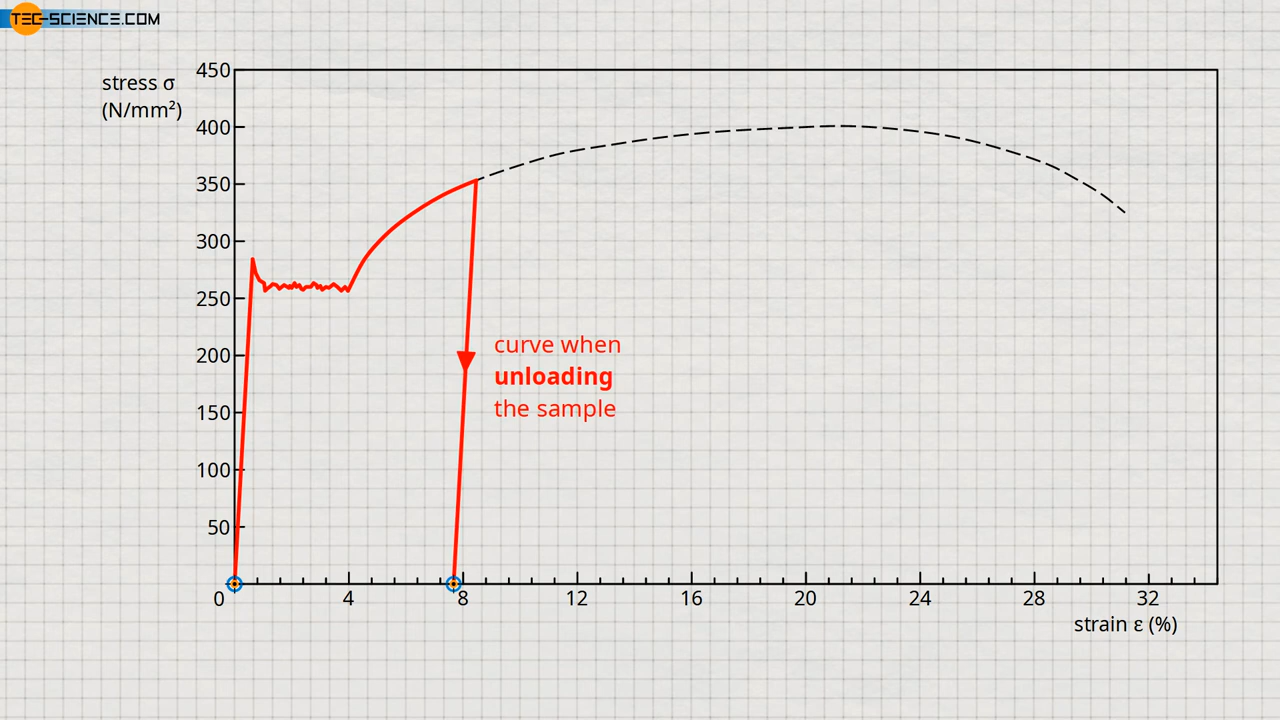 TEC-SCIENCE.COM
stress σ
(N/mm²)
450
400
350
300
250
200
150
100
50
curve when
unloading
the sample
0 4 8 12 16 20 24 28 32
strain ε (%)